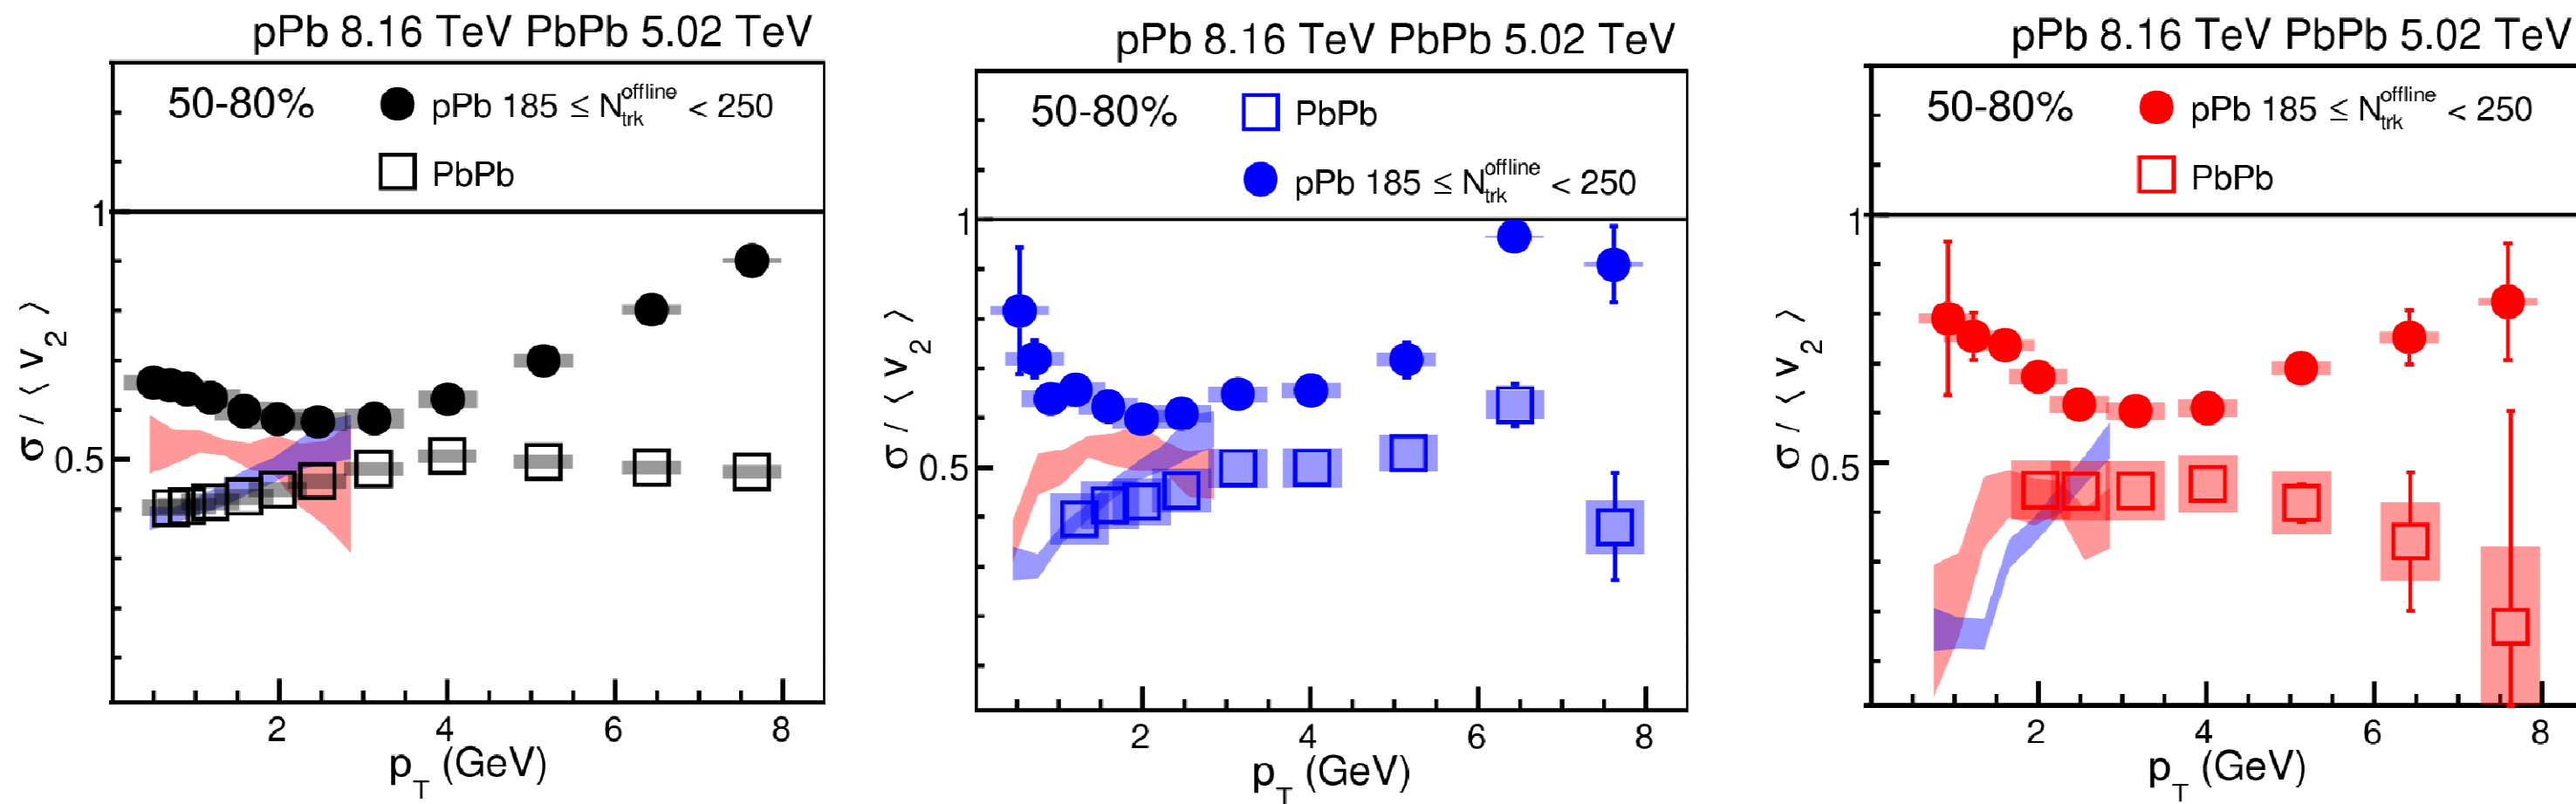 pPb 8.16 TeV PbPb 5.02 TeV
50-80%
pPb 185 ≤ N_trk^offline < 250
PbPb
1
0.5
σ / ⟨ v_2 ⟩
2 4 6 8
p_T (GeV)
pPb 8.16 TeV PbPb 5.02 TeV
50-80%
PbPb
pPb 185 ≤ N_trk^offline < 250
1
0.5
σ / ⟨ v_2 ⟩
2 4 6 8
p_T (GeV)
pPb 8.16 TeV PbPb 5.02 TeV
50-80%
pPb 185 ≤ N_trk^offline < 250
PbPb
1
0.5
σ / ⟨ v_2 ⟩
2 4 6 8
p_T (GeV)